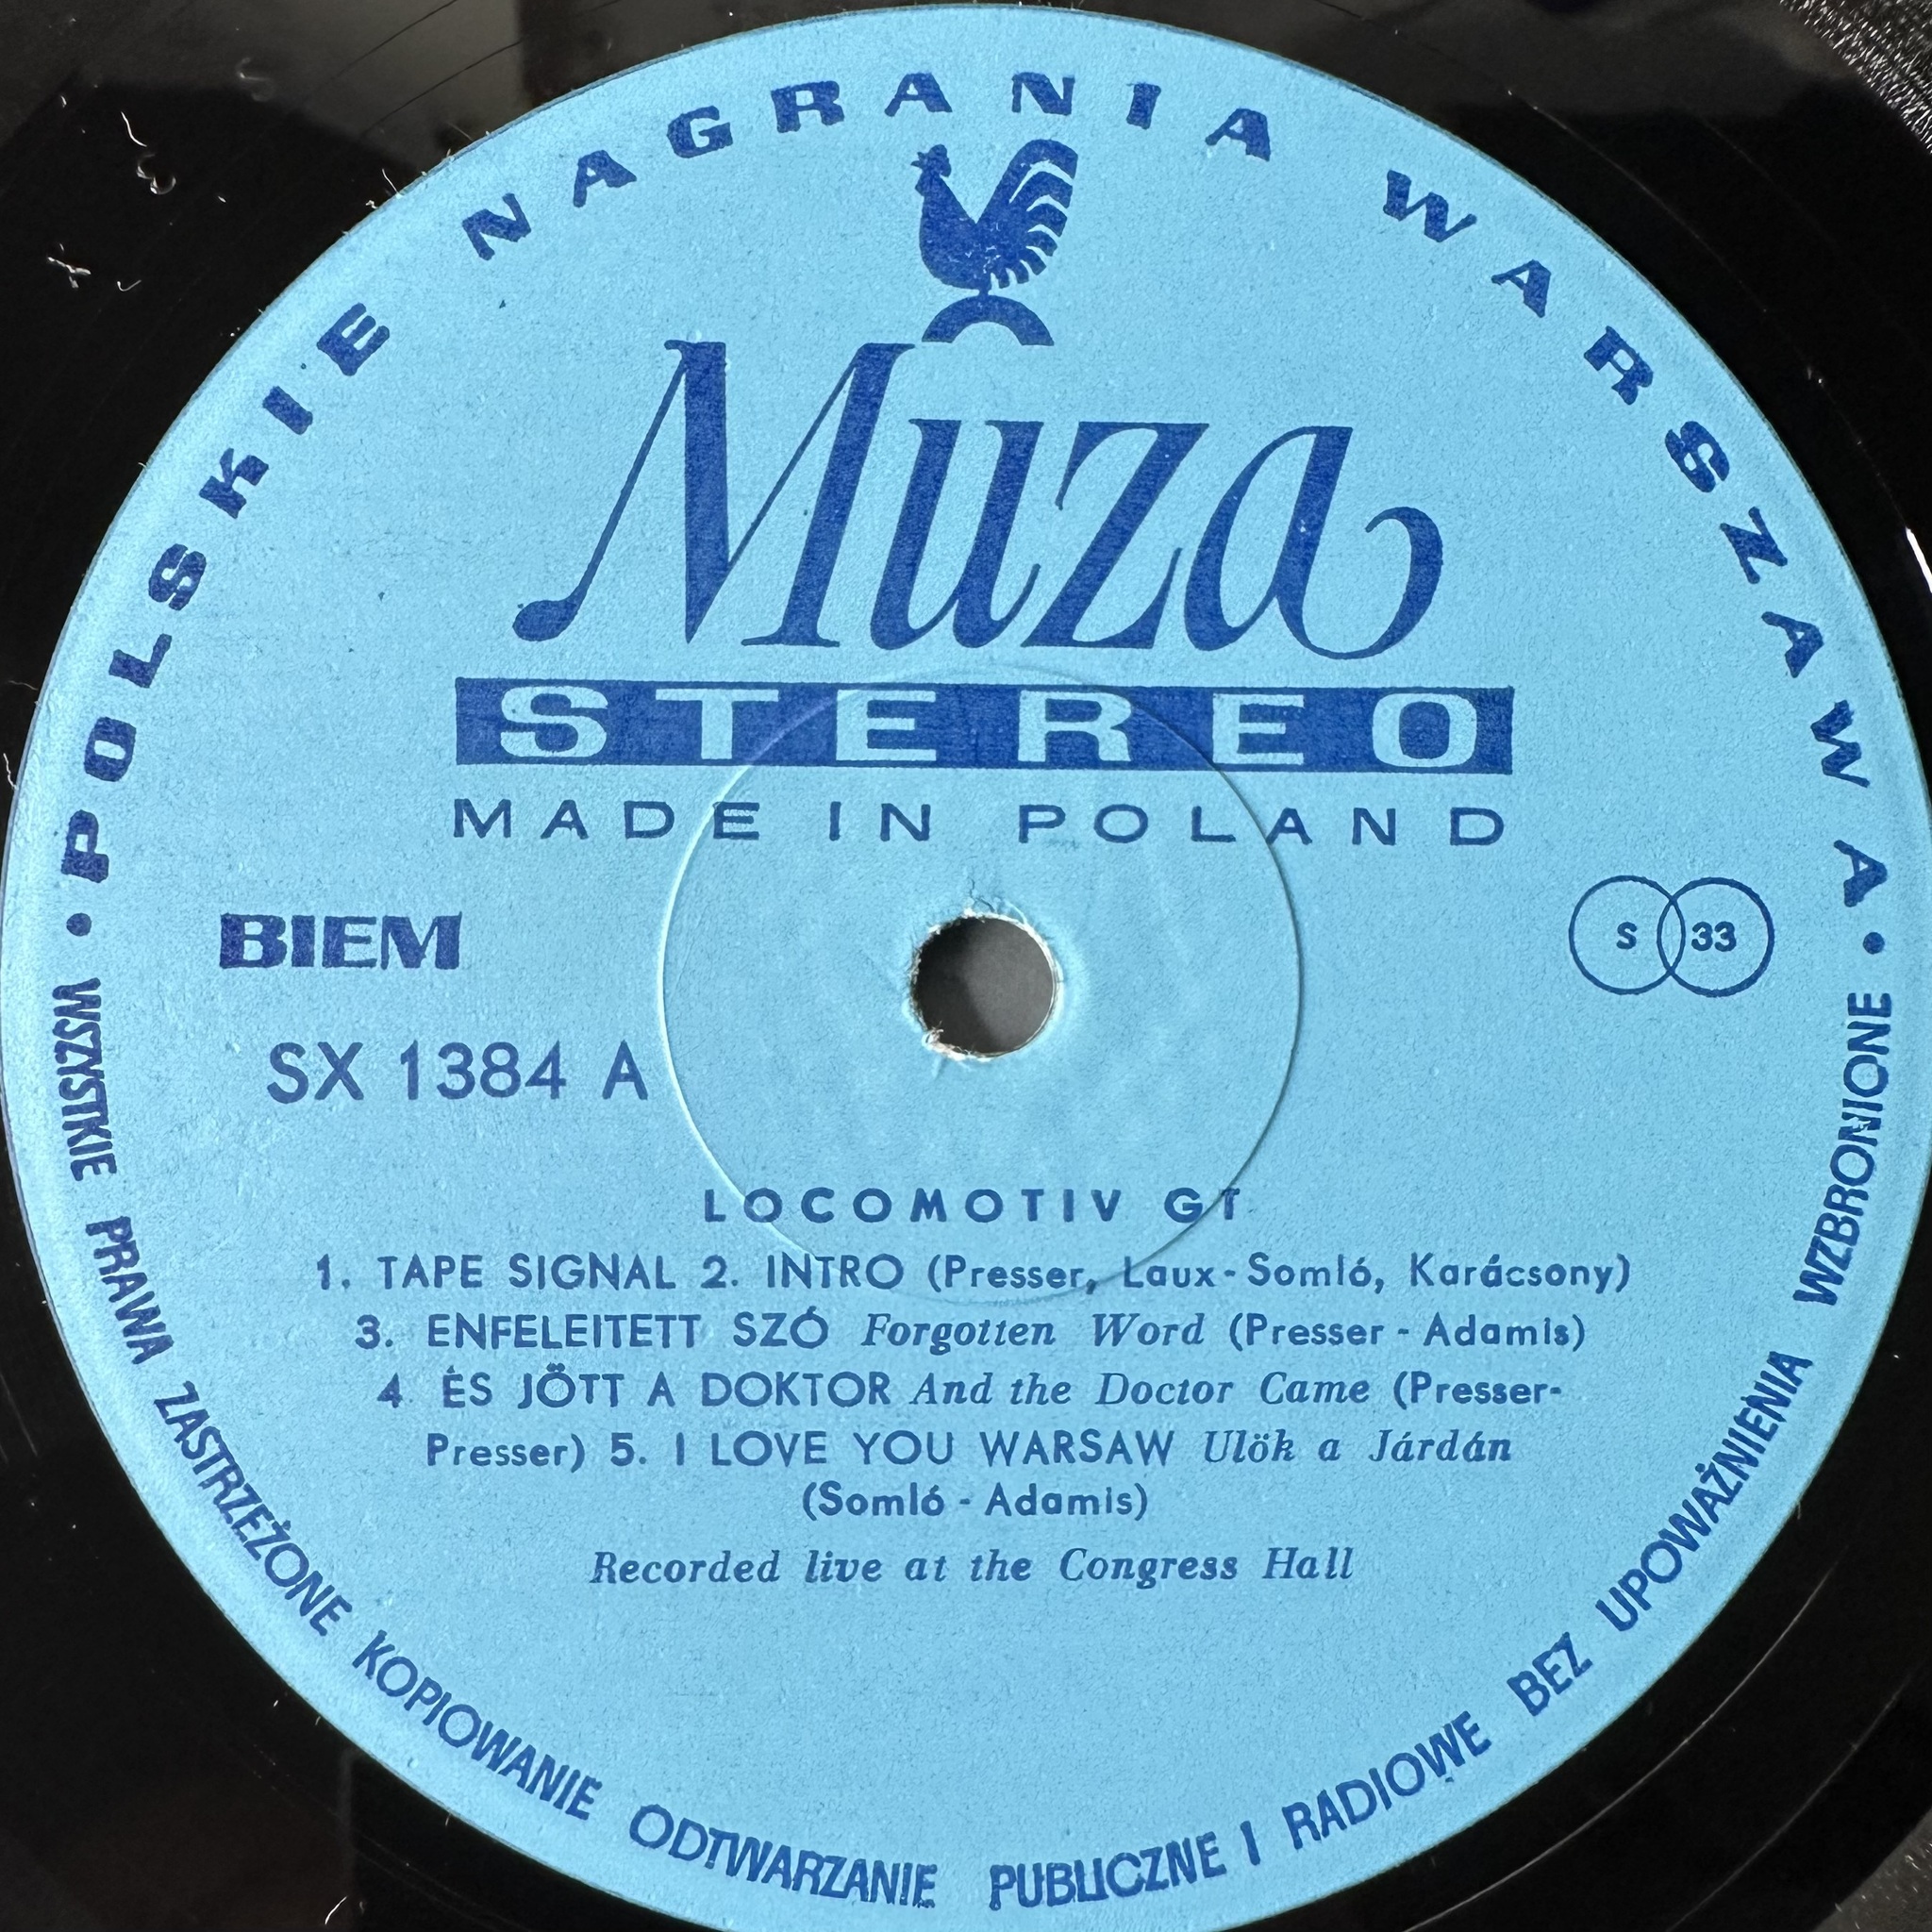 POLSKIE NAGRANIA WARSZAWA
Muza
STEREO
MADE IN POLAND
BIEM
S 33
SX 1384 A
LOCOMOTIV GT
1. TAPE SIGNAL 2. INTRO (Presser, Laux-Somló, Karácsony)
3. ENFELEITETT SZÓ Forgotten Word (Presser - Adamis)
4 ÉS JÖTT A DOKTOR And the Doctor Came (Presser-
Presser) 5. I LOVE YOU WARSAW Ulök a Járdán
(Somló - Adamis)
Recorded live at the Congress Hall
• WSZYSTKIE PRAWA ZASTRZEŻONE KOPIOWANIE ODTWARZANIE PUBLICZNE I RADIOWE BEZ UPOWAŻNIENIA WZBRONIONE •